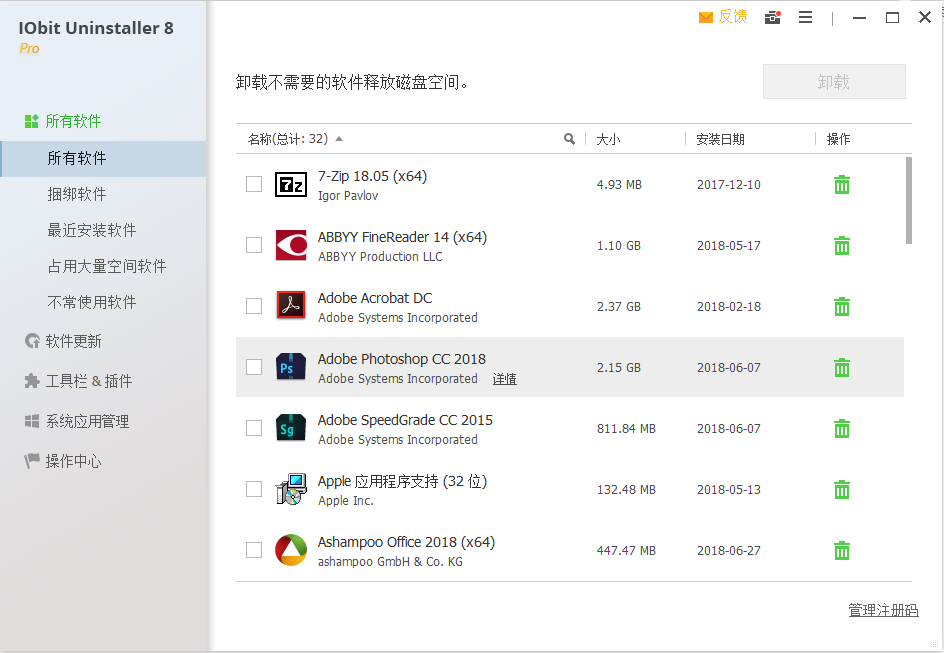 IObit Uninstaller 8
Pro
反馈
卸载不需要的软件释放磁盘空间。
卸载
所有软件
所有软件
捆绑软件
最近安装软件
占用大量空间软件
不常使用软件
软件更新
工具栏 & 插件
系统应用管理
操作中心
名称(总计: 32) 大小 安装日期 操作
7-Zip 18.05 (x64)
Igor Pavlov
4.93 MB 2017-12-10
ABBYY FineReader 14 (x64)
ABBYY Production LLC
1.10 GB 2018-05-17
Adobe Acrobat DC
Adobe Systems Incorporated
2.37 GB 2018-02-18
Ps
Adobe Photoshop CC 2018
Adobe Systems Incorporated 详情
2.15 GB 2018-06-07
Sg
Adobe SpeedGrade CC 2015
Adobe Systems Incorporated
811.84 MB 2018-06-07
Apple 应用程序支持 (32 位)
Apple Inc.
132.48 MB 2018-05-13
Ashampoo Office 2018 (x64)
ashampoo GmbH & Co. KG
447.47 MB 2018-06-27
管理注册码